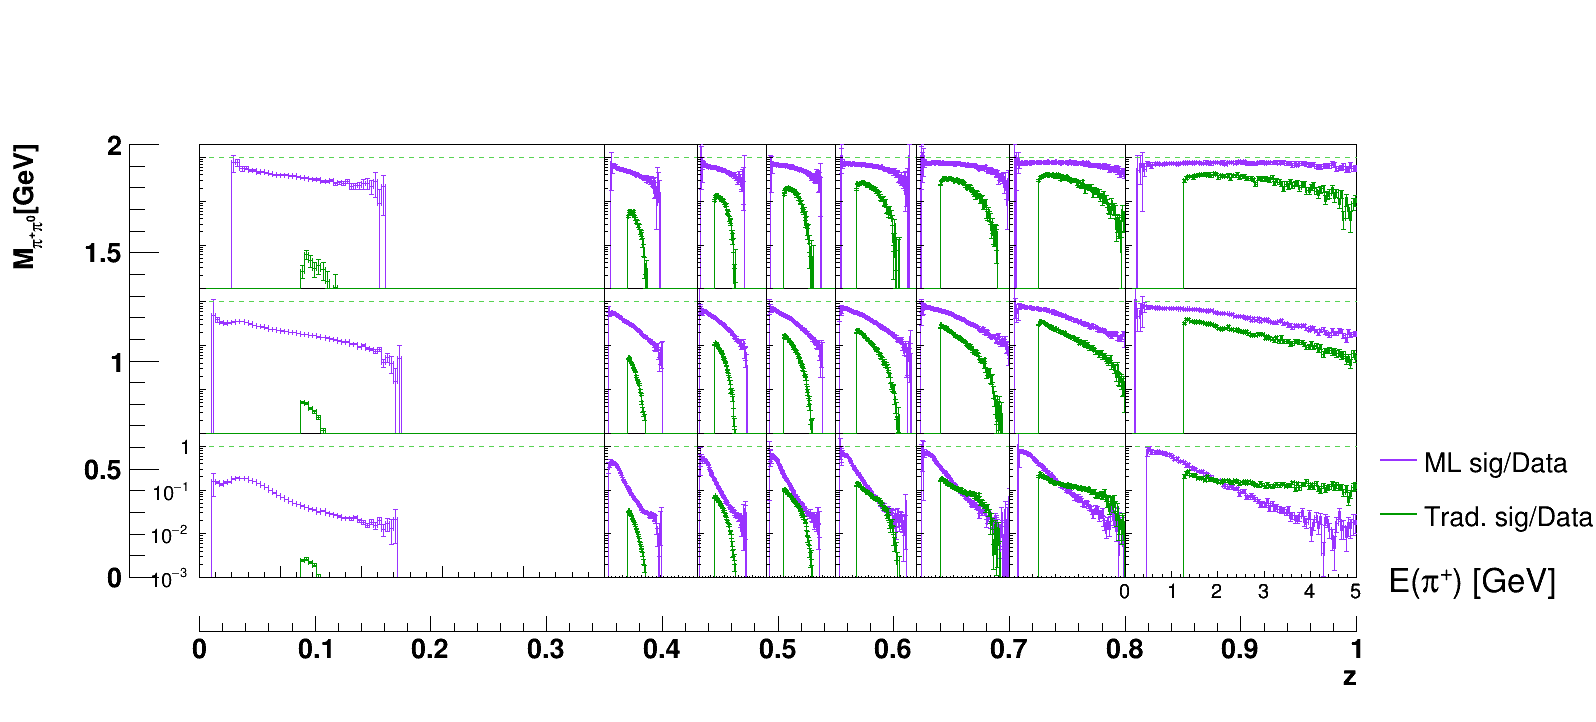 M π⁺π⁰ [GeV]
2
1.5
1
0.5
0
1
10⁻¹
10⁻²
10⁻³
ML sig/Data
Trad. sig/Data
0 1 2 3 4 5
E(π⁺) [GeV]
0 0.1 0.2 0.3 0.4 0.5 0.6 0.7 0.8 0.9 1
z